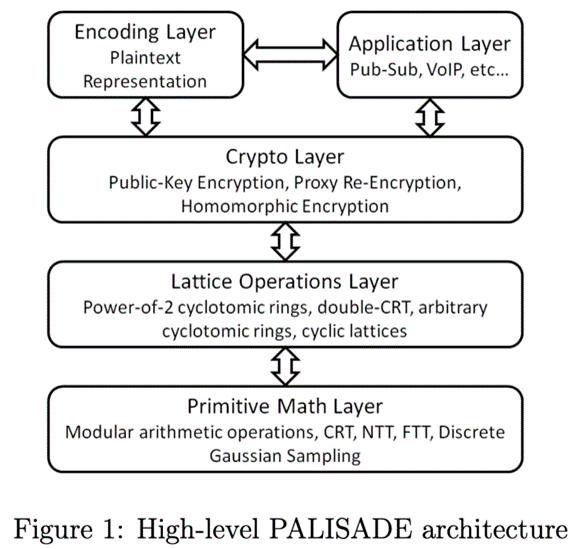 Encoding Layer
Plaintext
Representation
Application Layer
Pub-Sub, VoIP, etc...
Crypto Layer
Public-Key Encryption, Proxy Re-Encryption,
Homomorphic Encryption
Lattice Operations Layer
Power-of-2 cyclotomic rings, double-CRT, arbitrary
cyclotomic rings, cyclic lattices
Primitive Math Layer
Modular arithmetic operations, CRT, NTT, FTT, Discrete
Gaussian Sampling
Figure 1: High-level PALISADE architecture